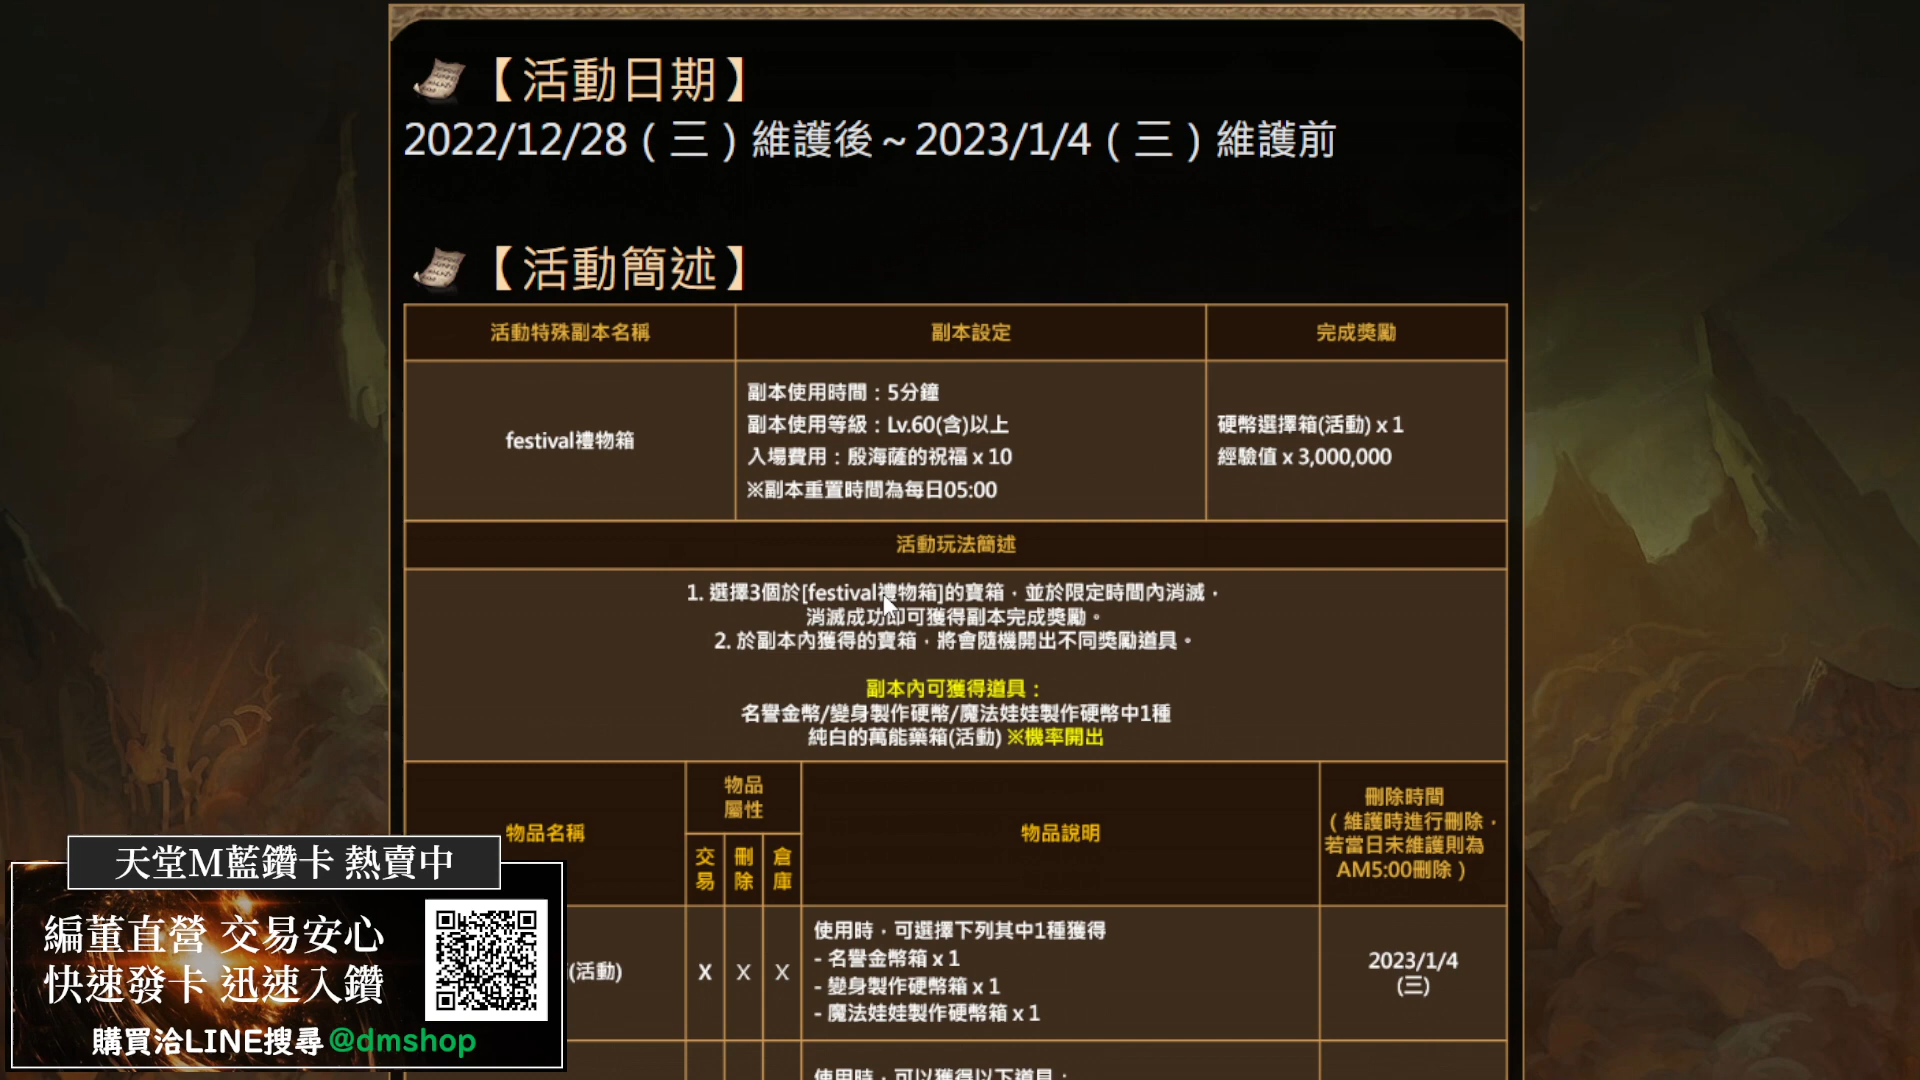 【活動日期】
2022/12/28（三）維護後～2023/1/4（三）維護前
【活動簡述】
活動特殊副本名稱
副本設定
完成獎勵
festival禮物箱
副本使用時間：5分鐘
副本使用等級：Lv.60(含)以上
入場費用：殷海薩的祝福 x 10
※副本重置時間為每日05:00
硬幣選擇箱(活動) x 1
經驗值 x 3,000,000
活動玩法簡述
1. 選擇3個於[festival禮物箱]的寶箱，並於限定時間內消滅，
消滅成功即可獲得副本完成獎勵。
2. 於副本內獲得的寶箱，將會隨機開出不同獎勵道具。
副本內可獲得道具：
名譽金幣/變身製作硬幣/魔法娃娃製作硬幣中1種
純白的萬能藥箱(活動) ※機率開出
物品名稱
物品
屬性
交易
刪除
倉庫
物品說明
刪除時間
（維護時進行刪除，
若當日未維護則為
AM5:00刪除）
(活動)
X
X
X
使用時，可選擇下列其中1種獲得
- 名譽金幣箱 x 1
- 變身製作硬幣箱 x 1
- 魔法娃娃製作硬幣箱 x 1
2023/1/4
(三)
使用時，可以獲得以下道具：
天堂M藍鑽卡 熱賣中
編董直營 交易安心
快速發卡 迅速入鑽
購買洽LINE搜尋@dmshop